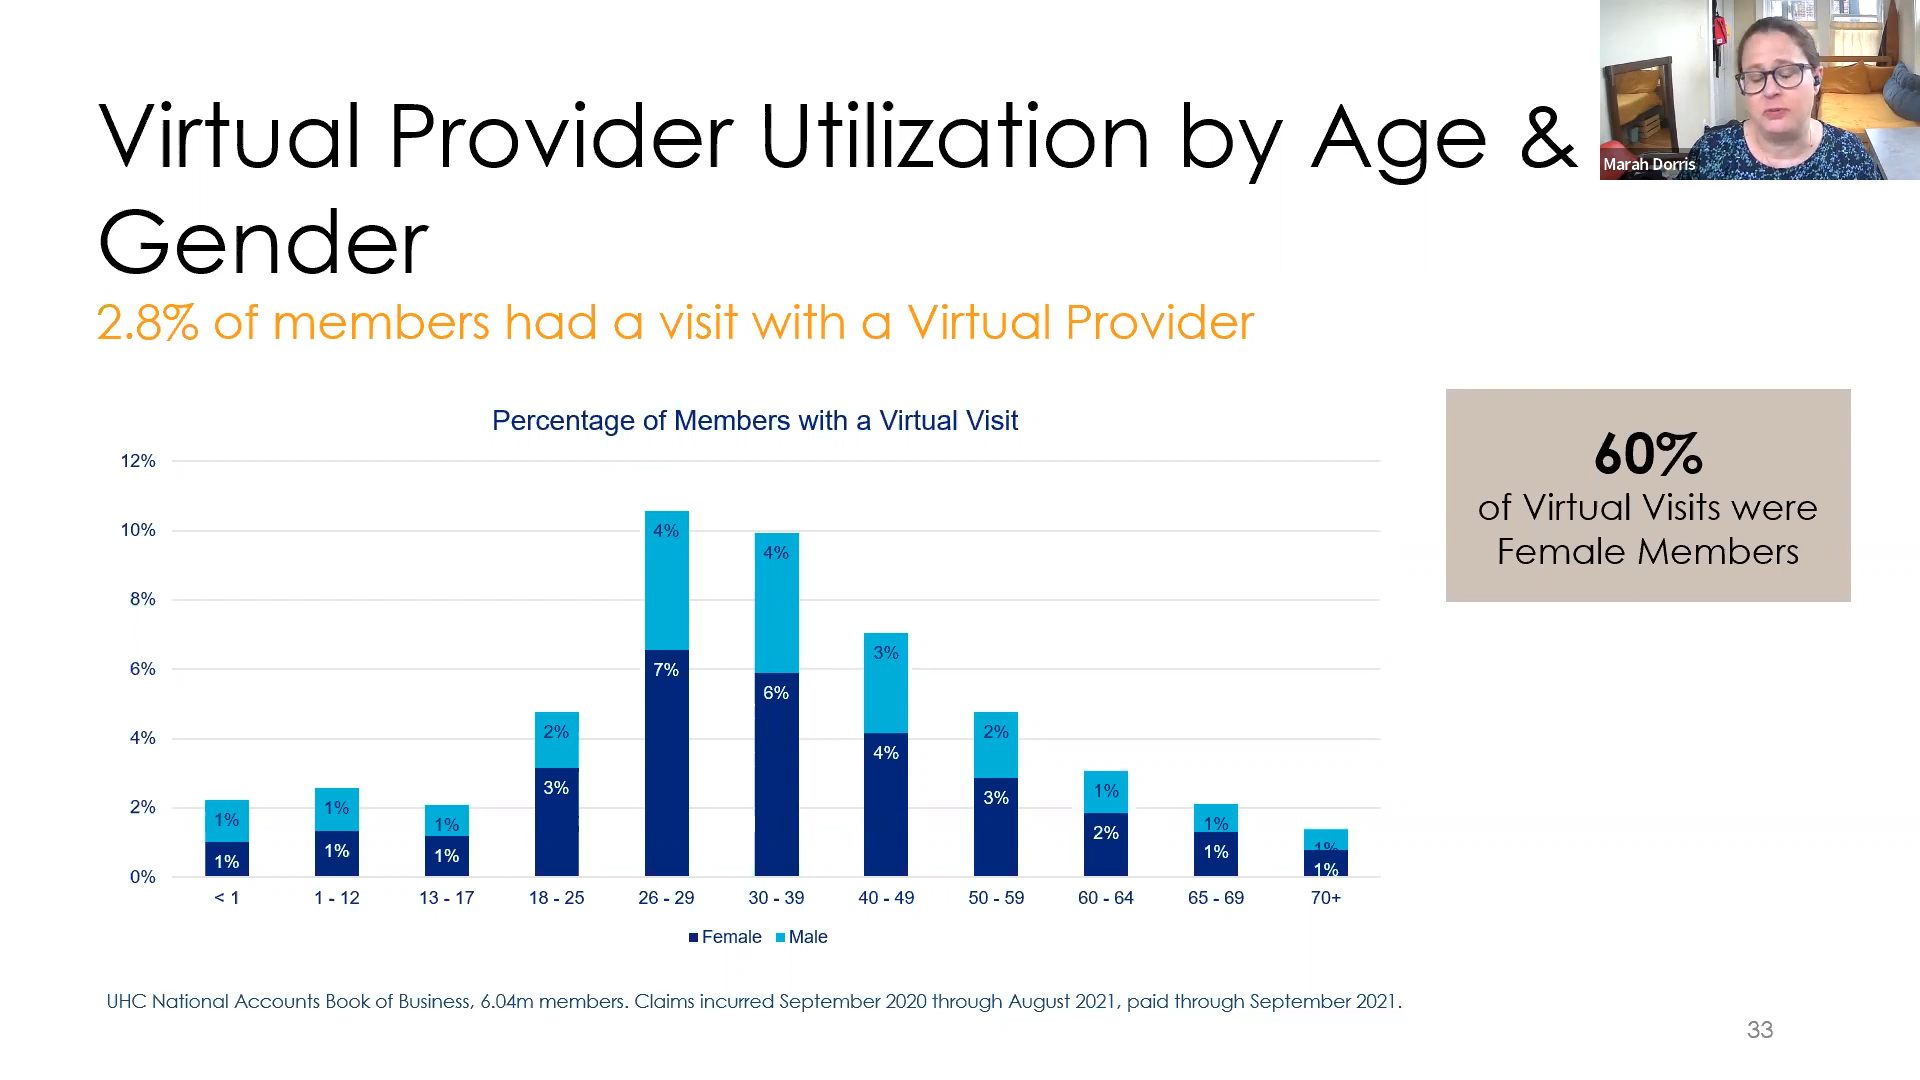 Virtual Provider Utilization by Age &
Gender
2.8% of members had a visit with a Virtual Provider
Marah Dorris
Percentage of Members with a Virtual Visit
60%
of Virtual Visits were
Female Members
12%
10%
8%
6%
4%
2%
0%
1% 1% 1% 2% 4% 4% 3% 2% 1% 1% 1%
1% 1% 1% 3% 7% 6% 4% 3% 2% 1% 1%
< 1 1 - 12 13 - 17 18 - 25 26 - 29 30 - 39 40 - 49 50 - 59 60 - 64 65 - 69 70+
Female Male
UHC National Accounts Book of Business, 6.04m members. Claims incurred September 2020 through August 2021, paid through September 2021.
33